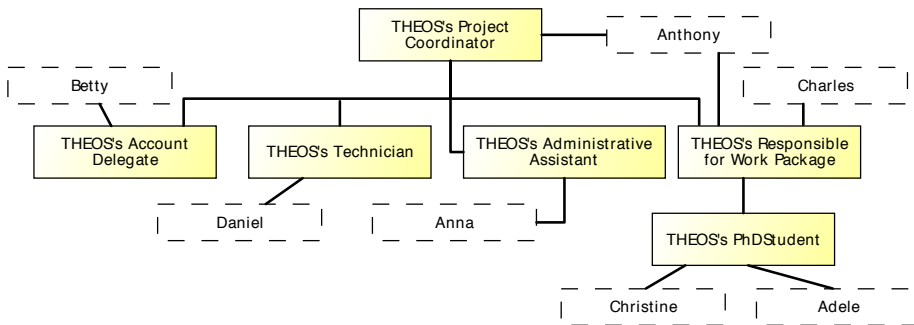 THEOS's Project
Coordinator
Anthony
Betty
Charles
THEOS's Account
Delegate
THEOS's Technician
THEOS's Administrative
Assistant
THEOS's Responsible
for Work Package
Daniel
Anna
THEOS's PhDStudent
Christine
Adele